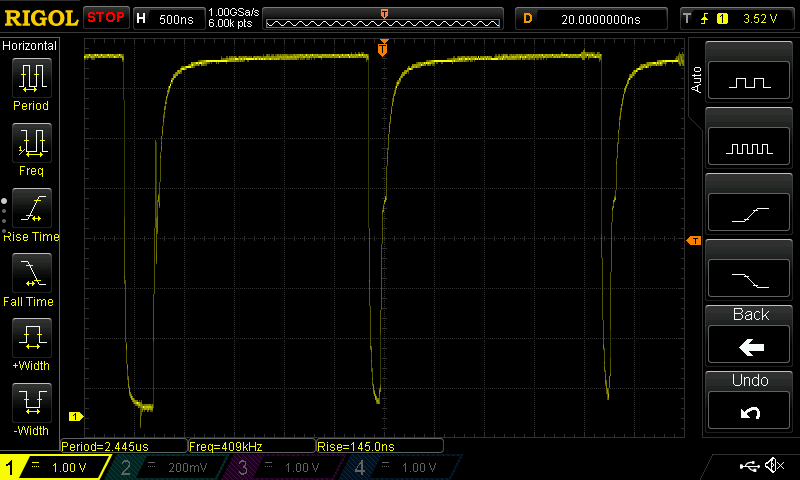 RIGOL STOP H 500ns 1.00GSa/s 6.00k pts D 20.0000000ns T 1 3.52 V
Horizontal
T
Auto
Period
Freq
Rise Time
T
Fall Time
Back
+Width
Undo
1
-Width
Period=2.445us Freq=409kHz Rise=145.0ns
1 1.00 V 2 200mV 3 1.00 V 4 1.00 V